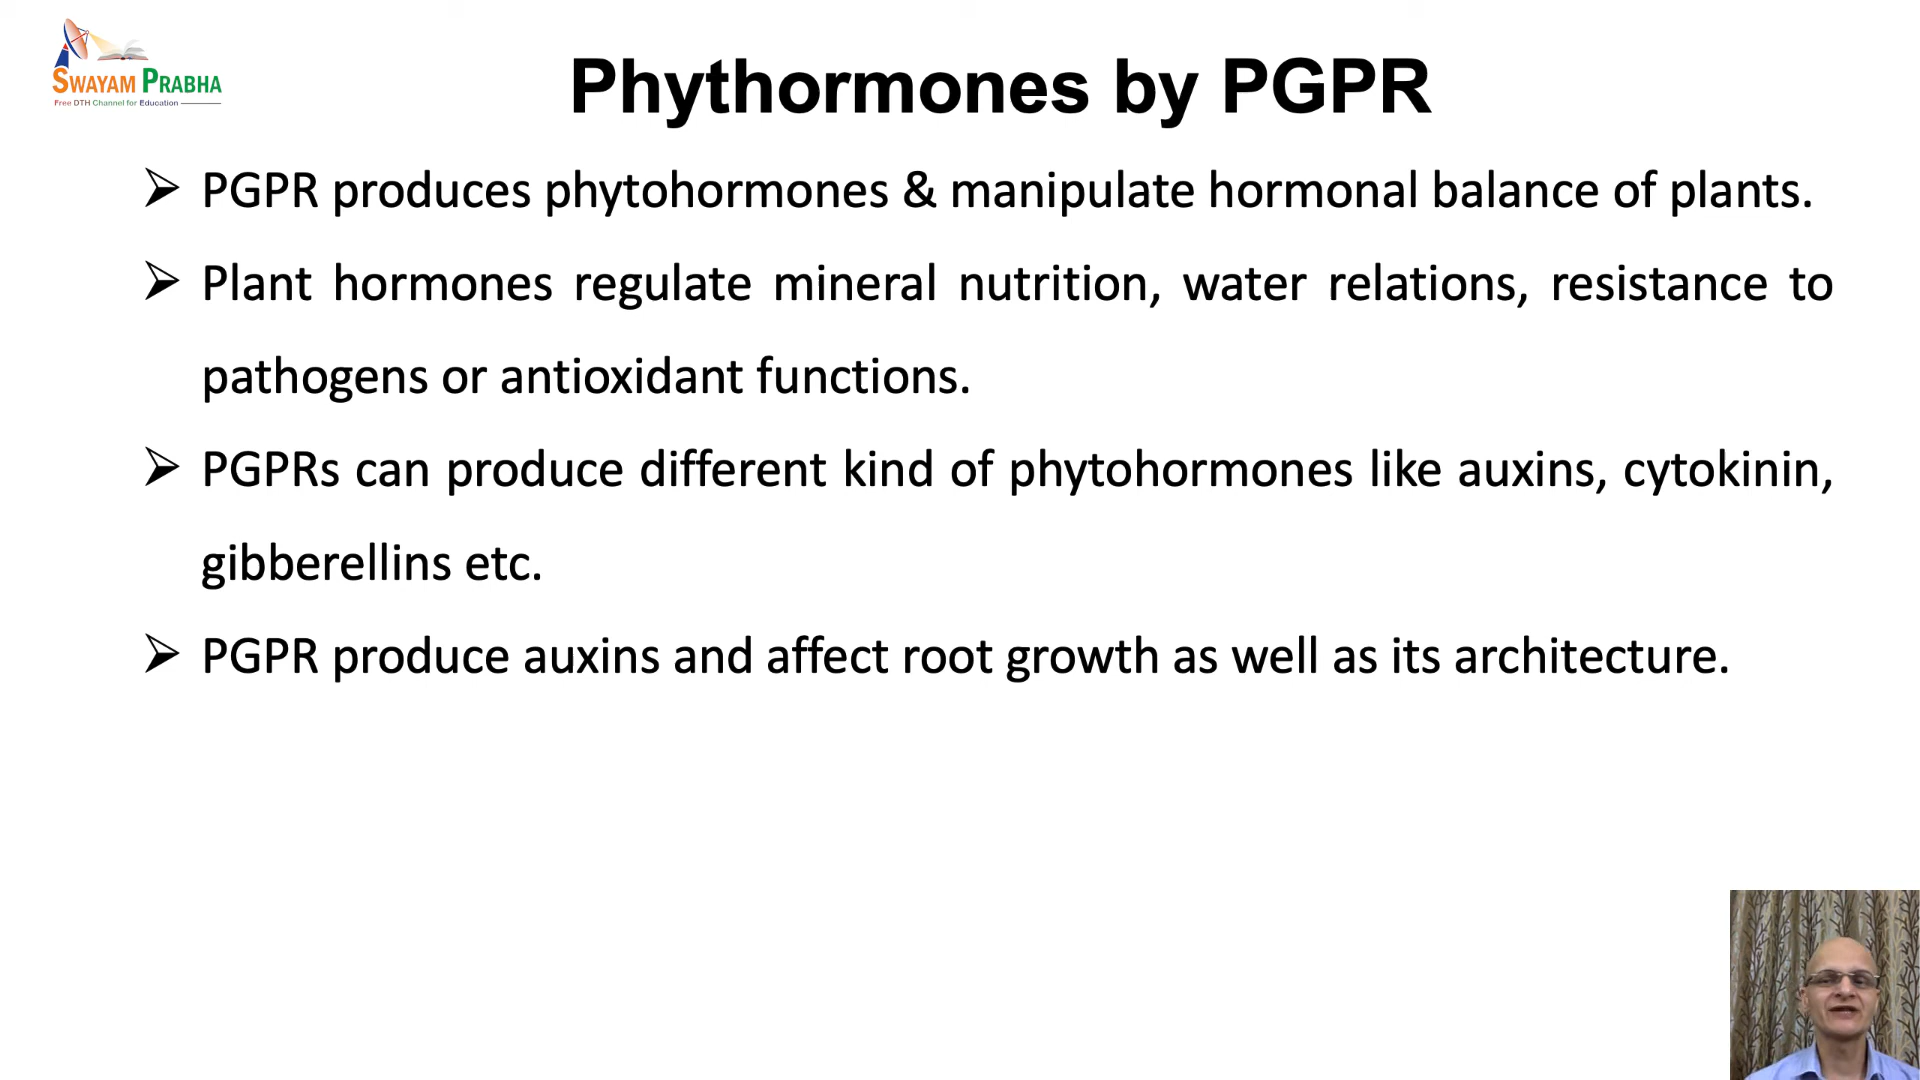 SWAYAM PRABHA
Free DTH Channel for Education
Phythormones by PGPR
➢ PGPR produces phytohormones & manipulate hormonal balance of plants.
➢ Plant hormones regulate mineral nutrition, water relations, resistance to
pathogens or antioxidant functions.
➢ PGPRs can produce different kind of phytohormones like auxins, cytokinin,
gibberellins etc.
➢ PGPR produce auxins and affect root growth as well as its architecture.